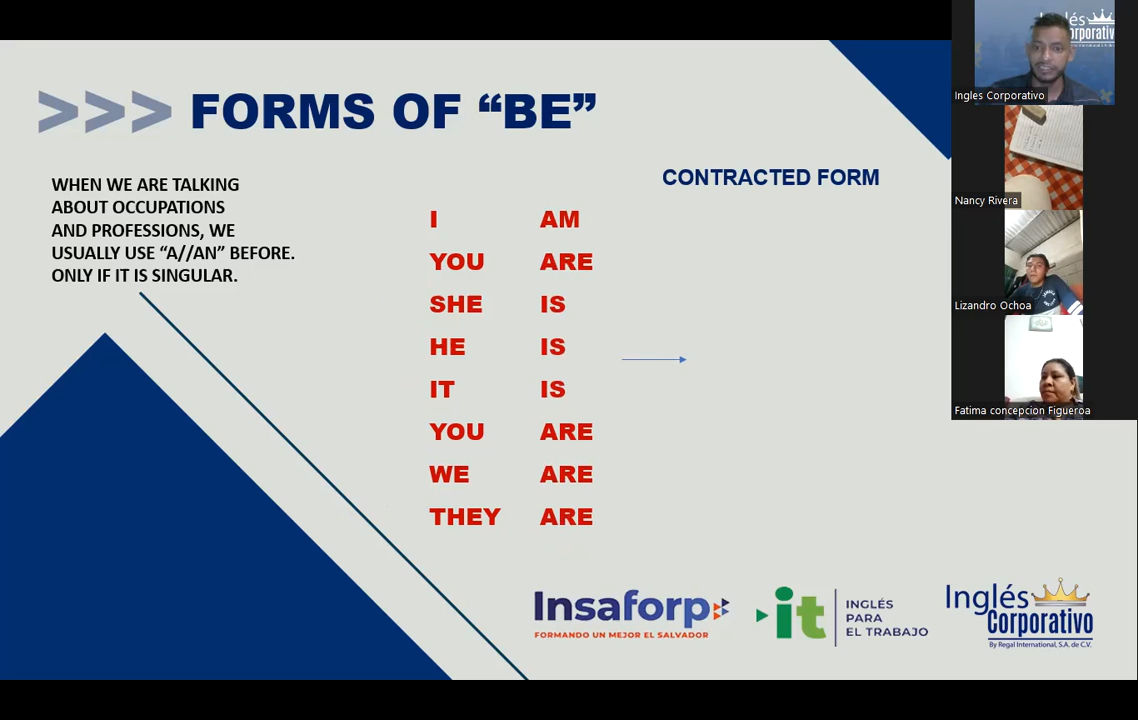 >>> FORMS OF “BE”
WHEN WE ARE TALKING
ABOUT OCCUPATIONS
AND PROFESSIONS, WE
USUALLY USE “A//AN” BEFORE.
ONLY IF IT IS SINGULAR.
CONTRACTED FORM
I AM
YOU ARE
SHE IS
HE IS
IT IS
YOU ARE
WE ARE
THEY ARE
Insaforp
FORMANDO UN MEJOR EL SALVADOR
it
INGLÉS
PARA
EL TRABAJO
Inglés
Corporativo
By Regal International, S.A. de C.V.
Ingles Corporativo
Nancy Rivera
Lizandro Ochoa
Fatima concepcion Figueroa